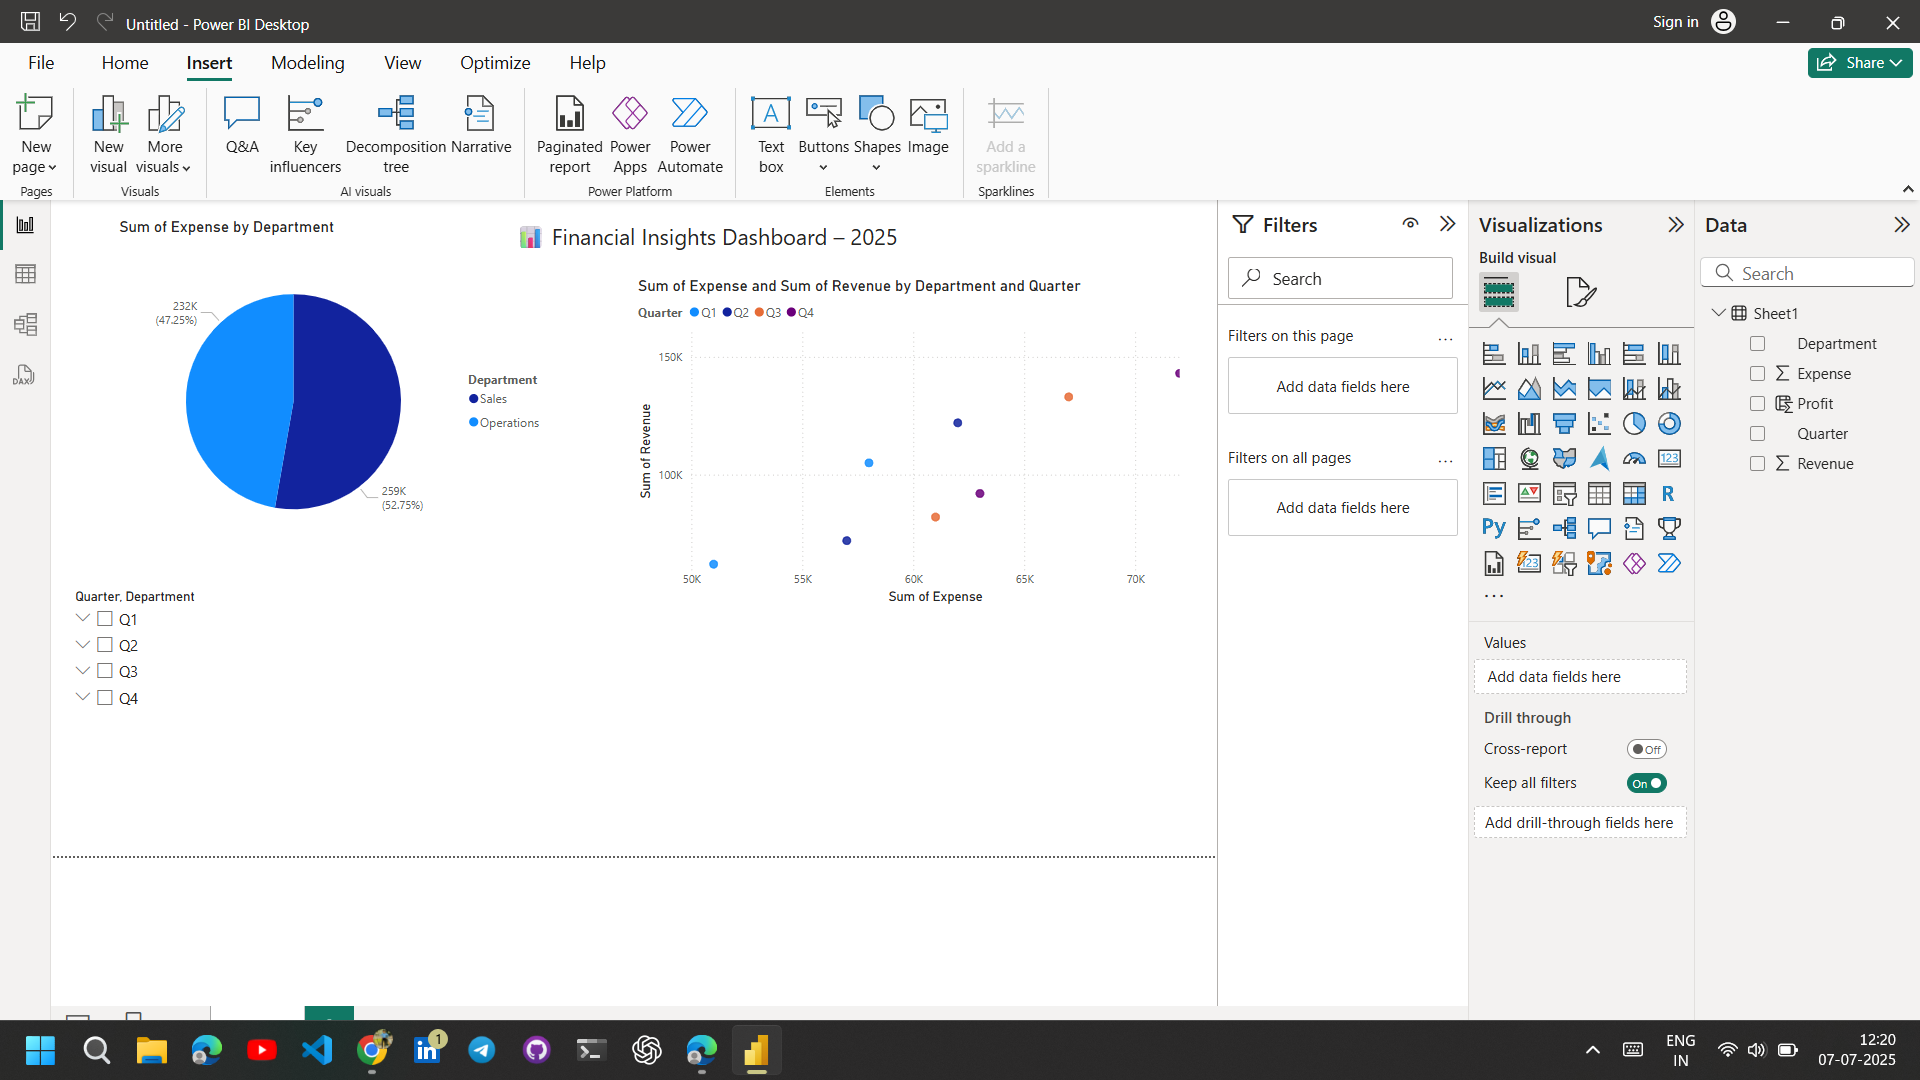 Untitled - Power BI Desktop
Sign in
File Home Insert Modeling View Optimize Help
Share
New page
New visual
More visuals
Q&A
Key influencers
Decomposition tree
Narrative
Paginated report
Power Apps
Power Automate
Text box
Buttons
Shapes
Image
Add a sparkline
Pages
Visuals
AI visuals
Power Platform
Elements
Sparklines
Sum of Expense by Department
232K
(47.25%)
259K
(52.75%)
Department
Sales
Operations
Financial Insights Dashboard – 2025
Sum of Expense and Sum of Revenue by Department and Quarter
Quarter Q1 Q2 Q3 Q4
150K
100K
Sum of Revenue
50K 55K 60K 65K 70K
Sum of Expense
Quarter, Department
Q1
Q2
Q3
Q4
Filters
Search
Filters on this page
...
Add data fields here
Filters on all pages
...
Add data fields here
Visualizations
Build visual
123
R
Py
123
...
Values
Add data fields here
Drill through
Cross-report
Off
Keep all filters
On
Add drill-through fields here
Data
Search
Sheet1
Department
Expense
Profit
Quarter
Revenue
DAX
A
1
ENG
IN
12:20
07-07-2025